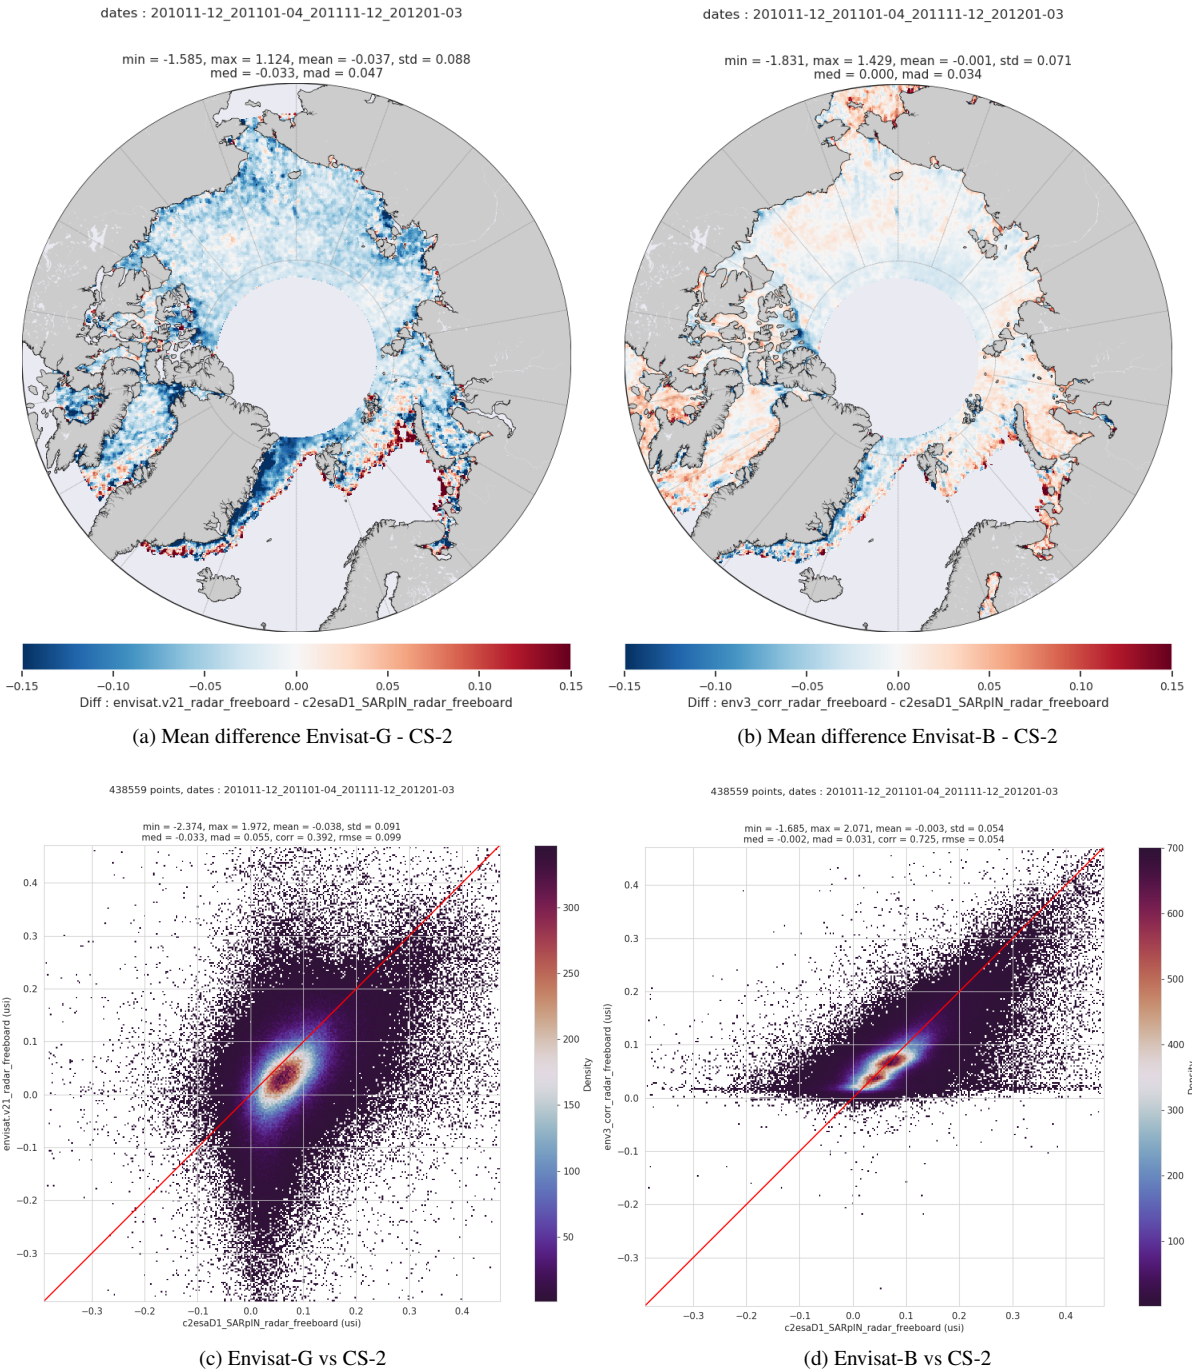 dates : 201011-12_201101-04_201111-12_201201-03
min = -1.585, max = 1.124, mean = -0.037, std = 0.088
med = -0.033, mad = 0.047
−0.15 −0.10 −0.05 0.00 0.05 0.10 0.15
Diff : envisat.v21_radar_freeboard - c2esaD1_SARpIN_radar_freeboard
(a) Mean difference Envisat-G - CS-2
dates : 201011-12_201101-04_201111-12_201201-03
min = -1.831, max = 1.429, mean = -0.001, std = 0.071
med = 0.000, mad = 0.034
−0.15 −0.10 −0.05 0.00 0.05 0.10 0.15
Diff : env3_corr_radar_freeboard - c2esaD1_SARpIN_radar_freeboard
(b) Mean difference Envisat-B - CS-2
438559 points, dates : 201011-12_201101-04_201111-12_201201-03
min = -2.374, max = 1.972, mean = -0.038, std = 0.091
med = -0.033, mad = 0.055, corr = 0.392, rmse = 0.099
envisat.v21_radar_freeboard (usi)
0.4
0.3
0.2
0.1
0.0
−0.1
−0.2
−0.3
−0.3 −0.2 −0.1 0.0 0.1 0.2 0.3 0.4
c2esaD1_SARpIN_radar_freeboard (usi)
300
250
200
150
100
50
Density
(c) Envisat-G vs CS-2
438559 points, dates : 201011-12_201101-04_201111-12_201201-03
min = -1.685, max = 2.071, mean = -0.003, std = 0.054
med = -0.002, mad = 0.031, corr = 0.725, rmse = 0.054
env3_corr_radar_freeboard (usi)
0.4
0.3
0.2
0.1
0.0
−0.1
−0.2
−0.3
−0.3 −0.2 −0.1 0.0 0.1 0.2 0.3 0.4
c2esaD1_SARpIN_radar_freeboard (usi)
700
600
500
400
300
200
100
Density
(d) Envisat-B vs CS-2